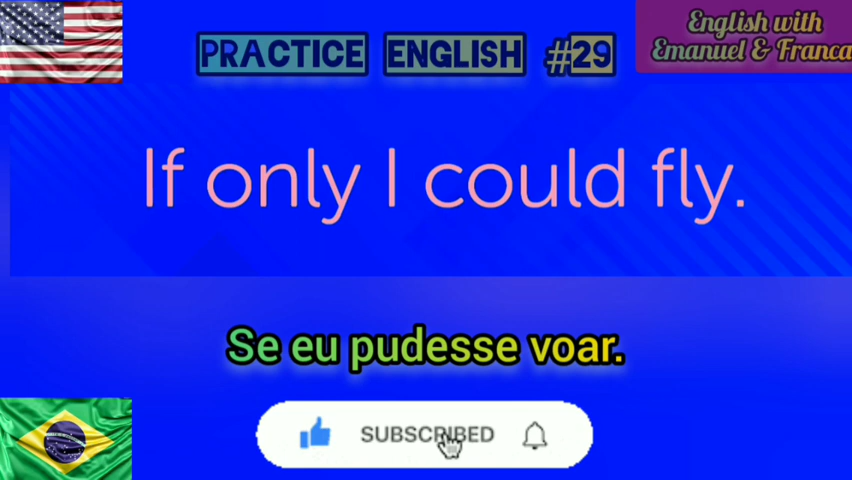 English with
PRACTICE ENGLISH #29
Emanuel & Franca
If only I could fly.
Se eu pudesse voar.
SUBSCRIBED